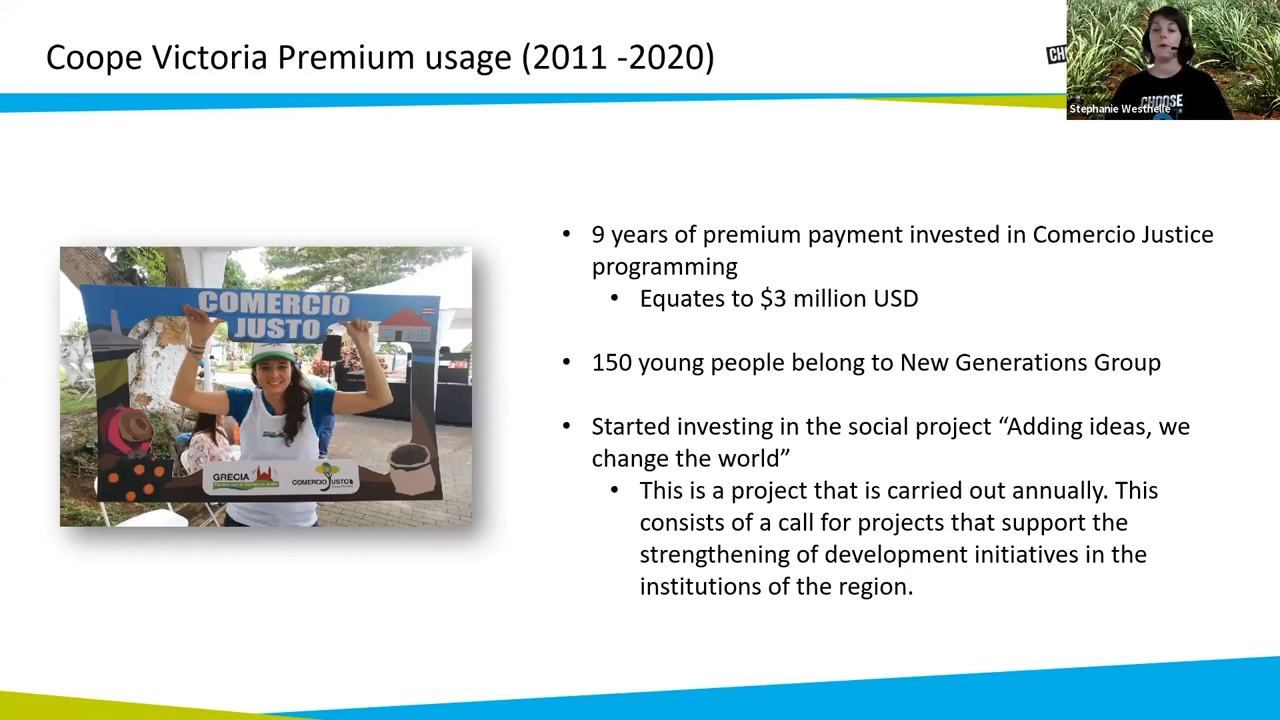 Coope Victoria Premium usage (2011 -2020)
CHOOSE
Stephanie Westhelle
COMERCIO
JUSTO
GRECIA
COMERCIO JUSTO
• 9 years of premium payment invested in Comercio Justice
programming
• Equates to $3 million USD
• 150 young people belong to New Generations Group
• Started investing in the social project “Adding ideas, we
change the world”
• This is a project that is carried out annually. This
consists of a call for projects that support the
strengthening of development initiatives in the
institutions of the region.